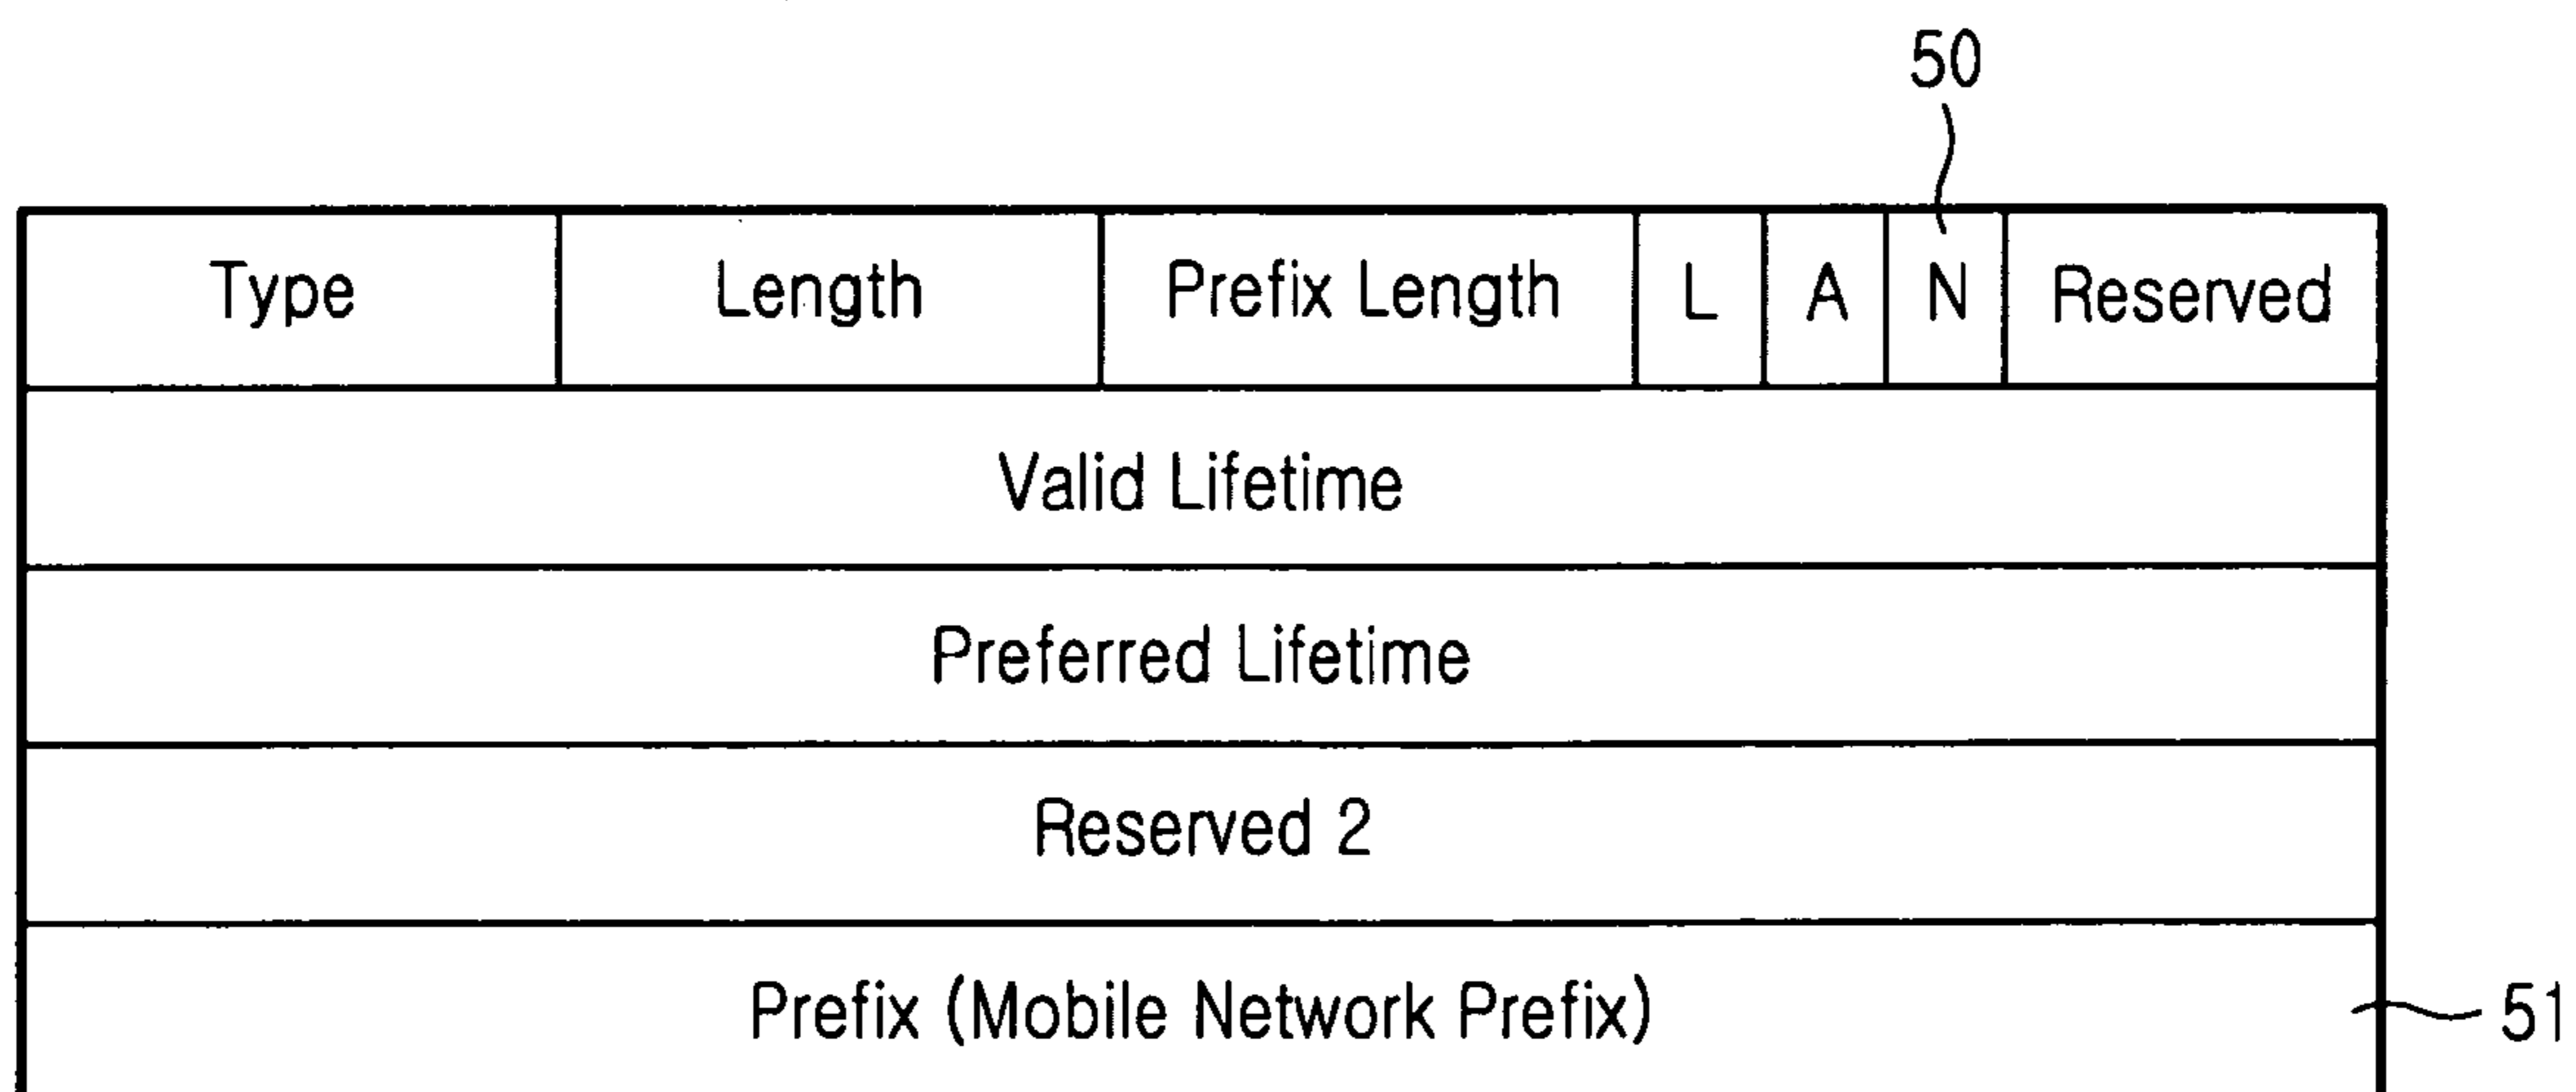 50
Type Length Prefix Length L A N Reserved
Valid Lifetime
Preferred Lifetime
Reserved 2
Prefix (Mobile Network Prefix) 51